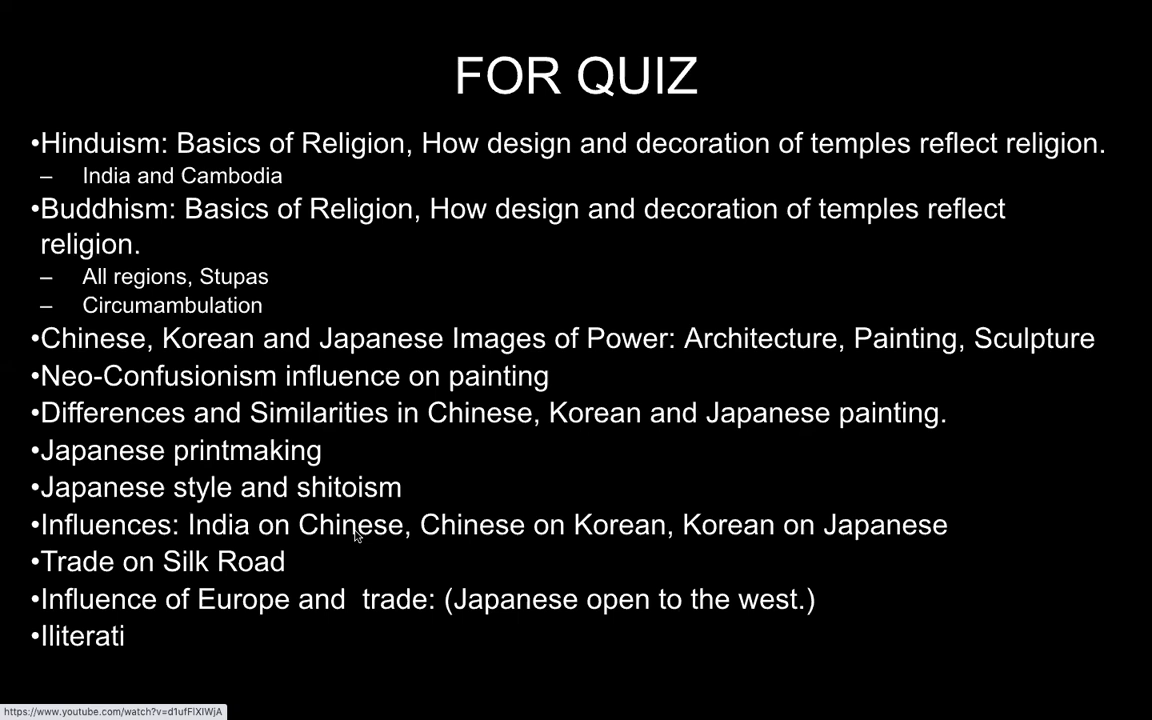 FOR QUIZ
•Hinduism: Basics of Religion, How design and decoration of temples reflect religion.
– India and Cambodia
•Buddhism: Basics of Religion, How design and decoration of temples reflect
religion.
– All regions, Stupas
– Circumambulation
•Chinese, Korean and Japanese Images of Power: Architecture, Painting, Sculpture
•Neo-Confusionism influence on painting
•Differences and Similarities in Chinese, Korean and Japanese painting.
•Japanese printmaking
•Japanese style and shitoism
•Influences: India on Chinese, Chinese on Korean, Korean on Japanese
•Trade on Silk Road
•Influence of Europe and  trade: (Japanese open to the west.)
•Iliterati
https://www.youtube.com/watch?v=d1ufFIXIWjA